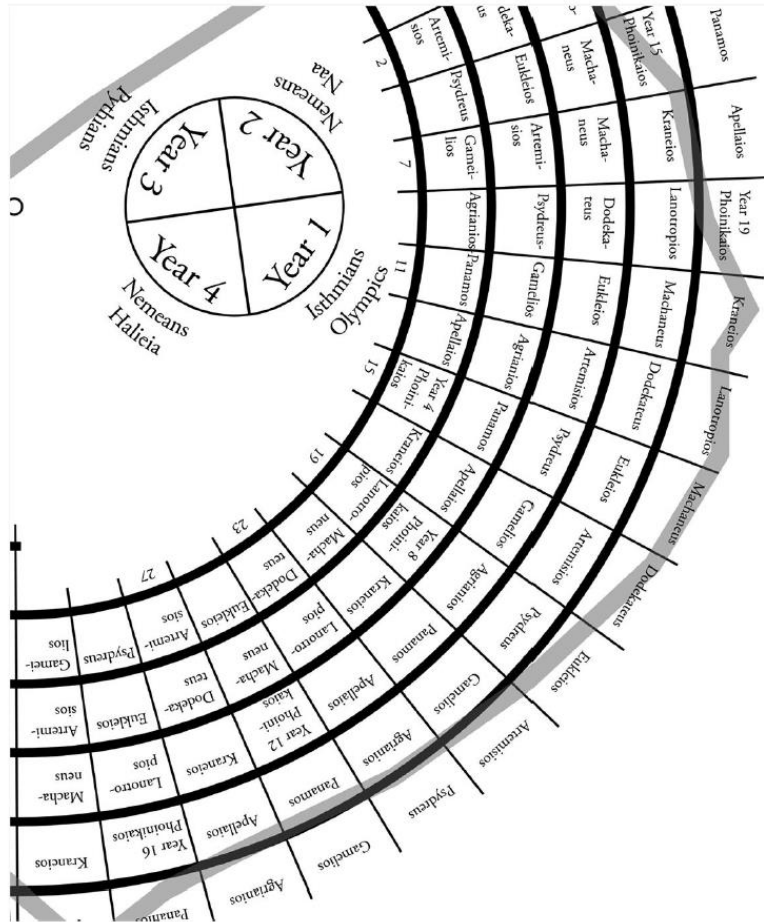 Year 1
Isthmians
Olympics
Year 2
Nemeans
Naa
Year 3
Isthmians
Pythians
Year 4
Nemeans
Halieia
2
7
11
15
19
23
27
Artemi-
sios
Psydreus
Gamei-
lios
Agrianios
Panamos
Apellaios
Year 4
Phoini-
kaios
Kraneios
Lanotro-
pios
Macha-
neus
Dodeka-
teus
Eukleios
Artemi-
sios
Psydreus
Gamei-
lios
deka-
us
Eukleios
Artemi-
sios
Psydreus
Gamelios
Agrianios
Panamos
Apellaios
Year 8
Phoini-
kaios
Kraneios
Lanotro-
pios
Macha-
neus
Dodeka-
teus
Eukleios
Artemi-
sios
Macha-
neus
Macha-
neus
Dodeka-
teus
Eukleios
Artemisios
Psydreus
Gamelios
Agrianios
Panamos
Apellaios
Year 12
Phoini-
kaios
Kraneios
Lanotro-
pios
Macha-
neus
Year 15
Phoinikaios
Kraneios
Lanotropios
Machaneus
Dodekateus
Eukleios
Artemisios
Psydreus
Gamelios
Agrianios
Panamos
Apellaios
Year 16
Phoinikaios
Kraneios
Panamos
Apellaios
Year 19
Phoinikaios
Kraneios
Lanotropios
Machaneus
Dodekateus
Eukleios
Artemisios
Psydreus
Gamelios
Agrianios
Panamos